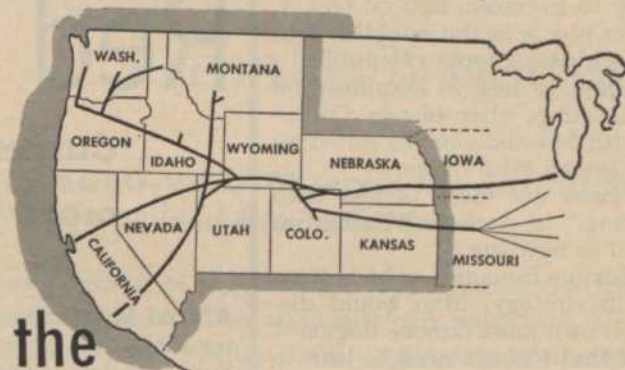 WASH.
MONTANA
OREGON
IDAHO
WYOMING
NEBRASKA
IOWA
NEVADA
UTAH
COLO.
KANSAS
CALIFORNIA
MISSOURI
the